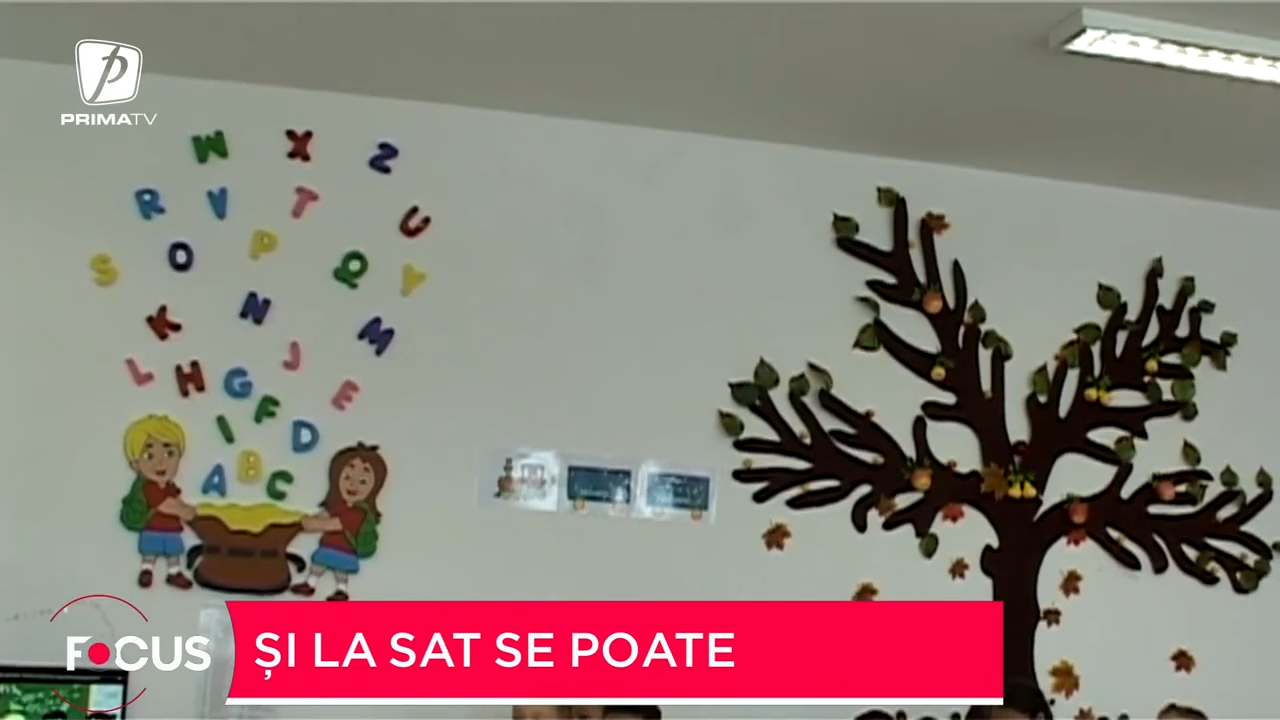 PRIMATV
W X Z
R V T U
S O P Q Y
K N M
L H G J E
I F D
A B C
FOCUS
ȘI LA SAT SE POATE